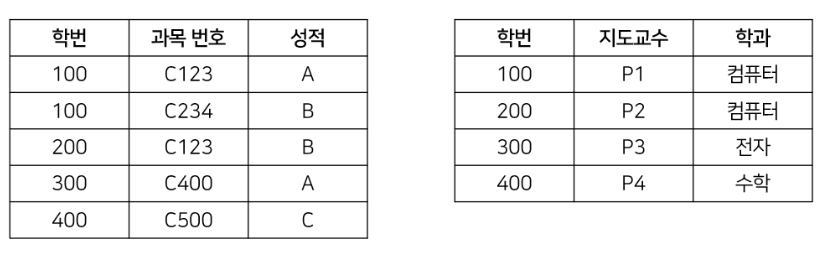 학번 과목 번호 성적
100 C123 A
100 C234 B
200 C123 B
300 C400 A
400 C500 C
학번 지도교수 학과
100 P1 컴퓨터
200 P2 컴퓨터
300 P3 전자
400 P4 수학